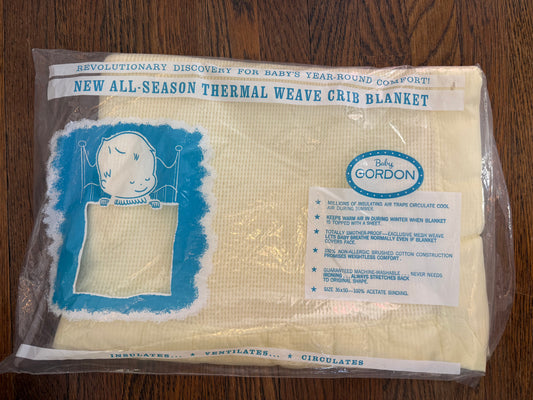 REVOLUTIONARY DISCOVERY FOR BABY'S YEAR-ROUND COMFORT!
NEW ALL-SEASON THERMAL WEAVE CRIB BLANKET
Baby
GORDON
★ MILLIONS OF INSULATING AIR TRAPS CIRCULATE COOL
AIR DURING SUMMER.
★ KEEPS WARM AIR IN DURING WINTER WHEN BLANKET
IS TOPPED WITH A SHEET.
★ TOTALLY SMOTHER-PROOF—EXCLUSIVE MESH WEAVE
LETS BABY BREATHE NORMALLY EVEN IF BLANKET
COVERS FACE.
★ 100% NON-ALLERGIC BRUSHED COTTON CONSTRUCTION
PROMISES WEIGHTLESS COMFORT.
★ GUARANTEED MACHINE-WASHABLE... NEVER NEEDS
IRONING... ALWAYS STRETCHES BACK
TO ORIGINAL SHAPE.
★ SIZE 36x50—100% ACETATE BINDING.
INSULATES... ★ VENTILATES... ★ CIRCULATES